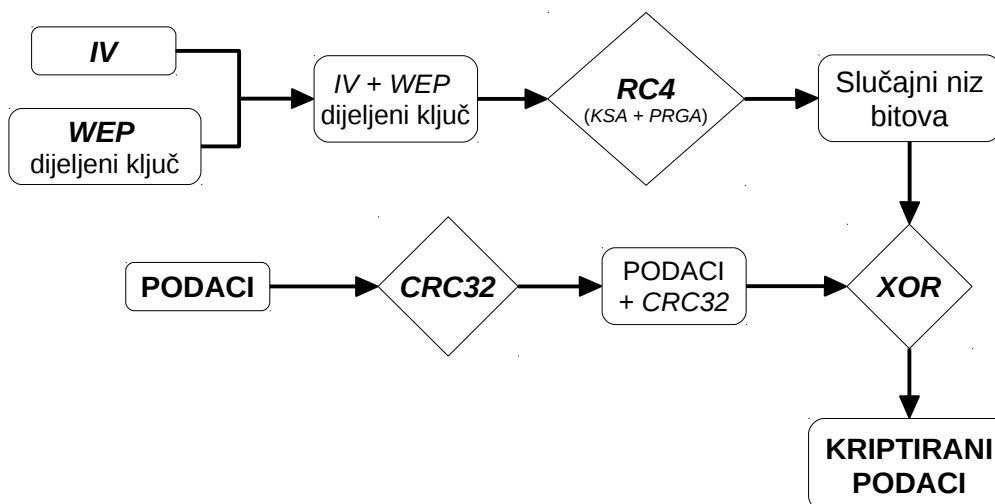 IV
WEP
dijeljeni ključ
IV + WEP
dijeljeni ključ
RC4
(KSA + PRGA)
Slučajni niz
bitova
PODACI
CRC32
PODACI
+ CRC32
XOR
KRIPTIRANI
PODACI